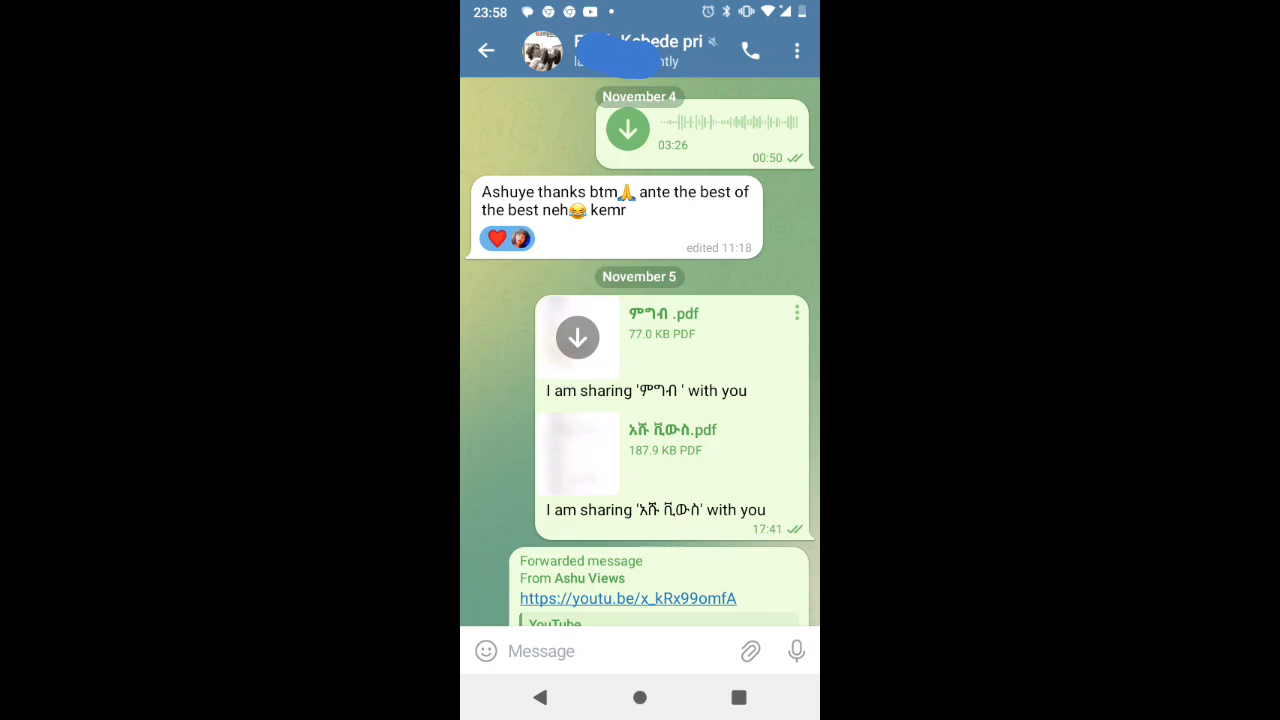 23:58
Kebede pri
November 4
03:26
00:50
Ashuye thanks btm🙏 ante the best of
the best neh😂 kemr
edited 11:18
November 5
ምግብ .pdf
77.0 KB PDF
I am sharing 'ምግብ ' with you
አሹ ቪውስ.pdf
187.9 KB PDF
I am sharing 'አሹ ቪውስ' with you
17:41
Forwarded message
From Ashu Views
https://youtu.be/x_kRx99omfA
YouTube
Message